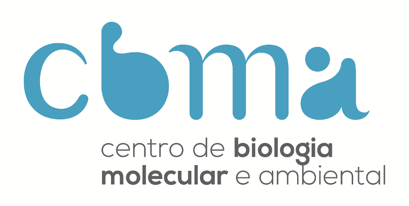 cbma
centro de biologia
molecular e ambiental